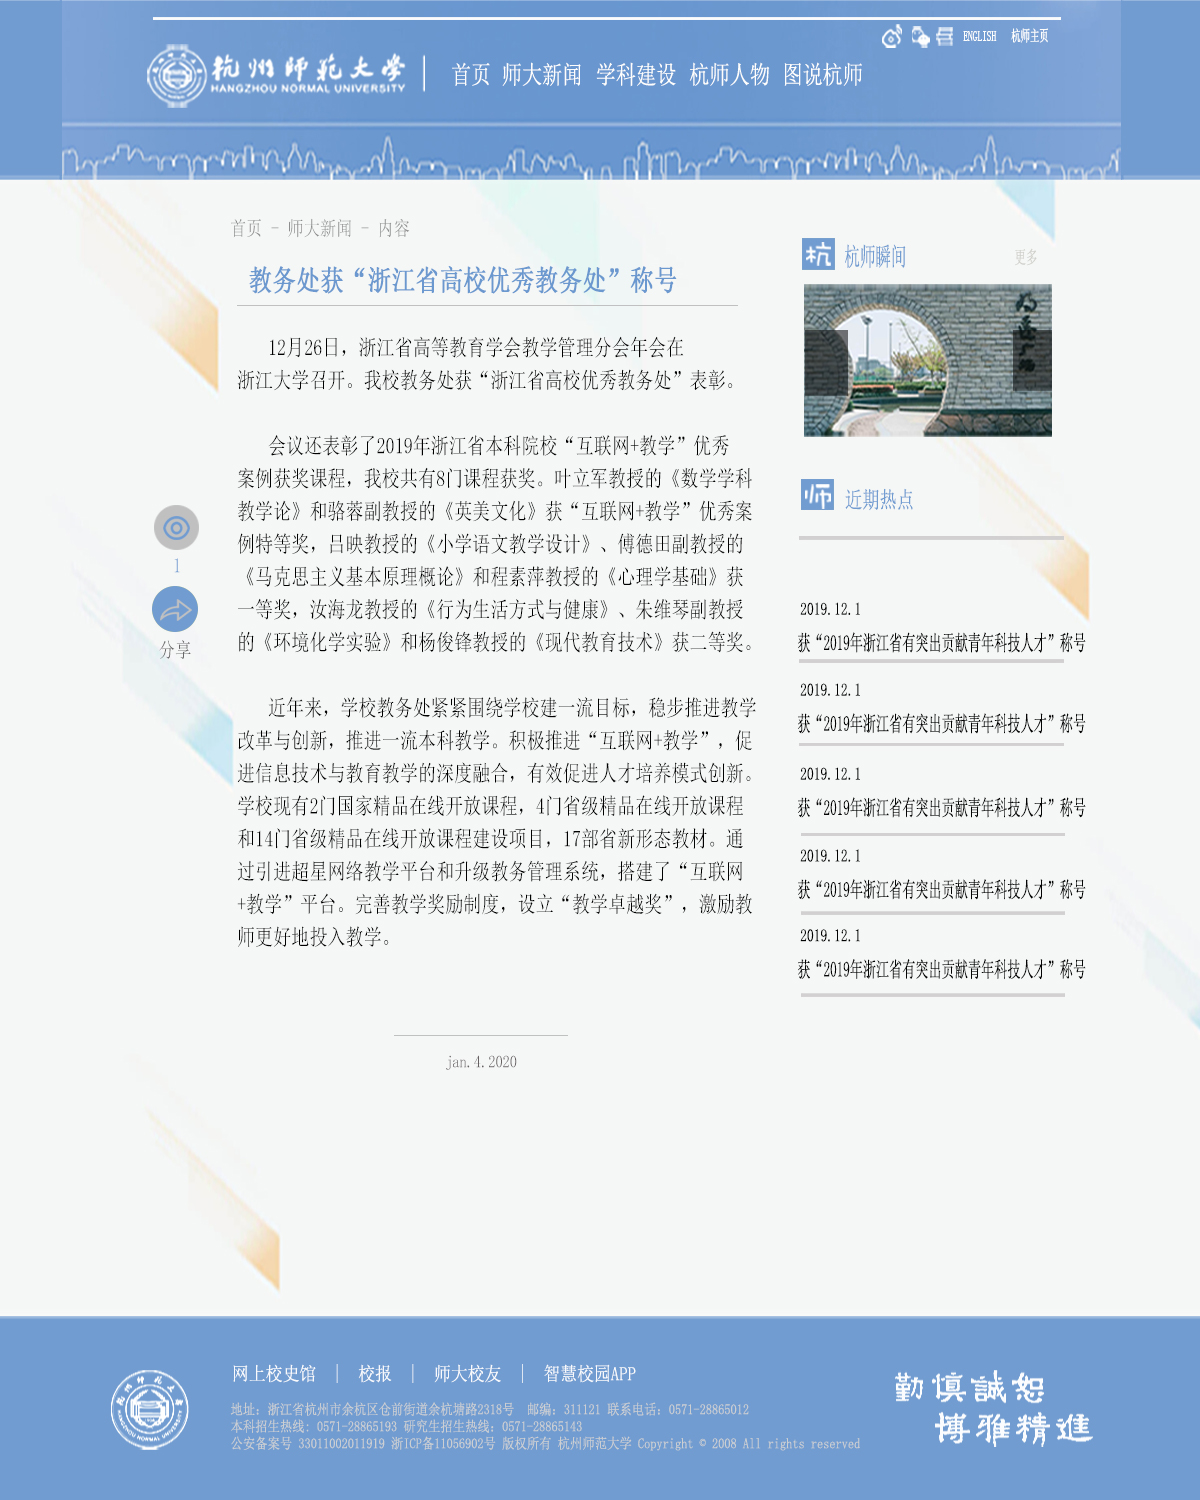 ENGLISH 杭师主页
杭州师范大学
HANGZHOU NORMAL UNIVERSITY
首页 师大新闻 学科建设 杭师人物 图说杭师
首页 - 师大新闻 - 内容
教务处获“浙江省高校优秀教务处”称号
12月26日，浙江省高等教育学会教学管理分会年会在
浙江大学召开。我校教务处获“浙江省高校优秀教务处”表彰。
会议还表彰了2019年浙江省本科院校“互联网+教学”优秀
案例获奖课程，我校共有8门课程获奖。叶立军教授的《数学学科
教学论》和骆蓉副教授的《英美文化》获“互联网+教学”优秀案
例特等奖，吕映教授的《小学语文教学设计》、傅德田副教授的
《马克思主义基本原理概论》和程素萍教授的《心理学基础》获
一等奖，汝海龙教授的《行为生活方式与健康》、朱维琴副教授
的《环境化学实验》和杨俊锋教授的《现代教育技术》获二等奖。
近年来，学校教务处紧紧围绕学校建一流目标，稳步推进教学
改革与创新，推进一流本科教学。积极推进“互联网+教学”，促
进信息技术与教育教学的深度融合，有效促进人才培养模式创新。
学校现有2门国家精品在线开放课程，4门省级精品在线开放课程
和14门省级精品在线开放课程建设项目，17部省新形态教材。通
过引进超星网络教学平台和升级教务管理系统，搭建了“互联网
+教学”平台。完善教学奖励制度，设立“教学卓越奖”，激励教
师更好地投入教学。
jan.4.2020
1
分享
杭 杭师瞬间 更多
师 近期热点
2019.12.1
获“2019年浙江省有突出贡献青年科技人才”称号
2019.12.1
获“2019年浙江省有突出贡献青年科技人才”称号
2019.12.1
获“2019年浙江省有突出贡献青年科技人才”称号
2019.12.1
获“2019年浙江省有突出贡献青年科技人才”称号
2019.12.1
获“2019年浙江省有突出贡献青年科技人才”称号
网上校史馆 | 校报 | 师大校友 | 智慧校园APP
地址：浙江省杭州市余杭区仓前街道余杭塘路2318号 邮编：311121 联系电话：0571-28865012
本科招生热线: 0571-28865193 研究生招生热线：0571-28865143
公安备案号 33011002011919 浙ICP备11056902号 版权所有 杭州师范大学 Copyright © 2008 All rights reserved
杭州师范大学
HANGZHOU NORMAL UNIVERSITY
勤慎誠恕
博雅精進